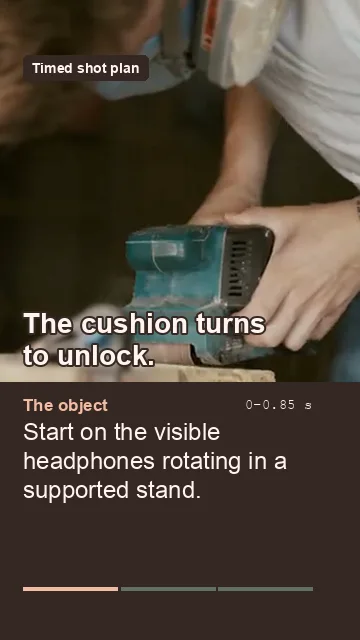 Timed shot plan
The cushion turns
to unlock.
The object
0–0.85 s
Start on the visible
headphones rotating in a
supported stand.